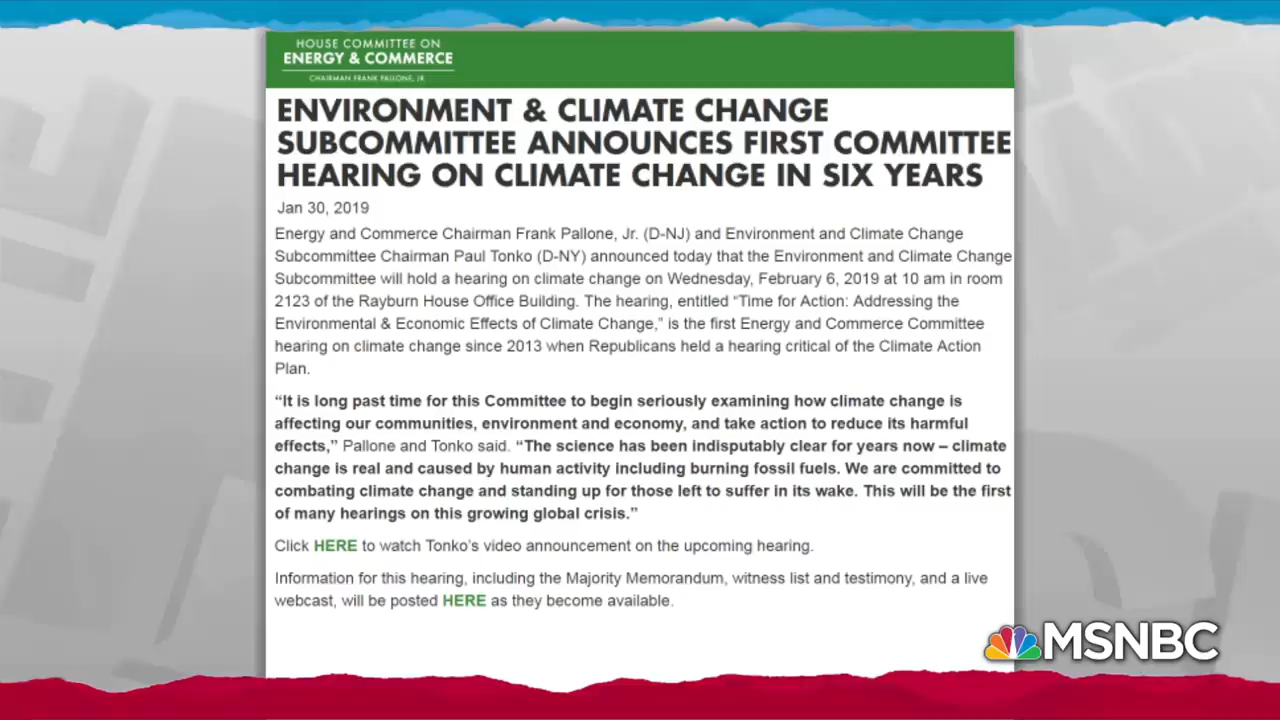 HOUSE COMMITTEE ON
ENERGY & COMMERCE
CHAIRMAN FRANK PALLONE, JR.
ENVIRONMENT & CLIMATE CHANGE
SUBCOMMITTEE ANNOUNCES FIRST COMMITTEE
HEARING ON CLIMATE CHANGE IN SIX YEARS
Jan 30, 2019
Energy and Commerce Chairman Frank Pallone, Jr. (D-NJ) and Environment and Climate Change
Subcommittee Chairman Paul Tonko (D-NY) announced today that the Environment and Climate Change
Subcommittee will hold a hearing on climate change on Wednesday, February 6, 2019 at 10 am in room
2123 of the Rayburn House Office Building. The hearing, entitled “Time for Action: Addressing the
Environmental & Economic Effects of Climate Change,” is the first Energy and Commerce Committee
hearing on climate change since 2013 when Republicans held a hearing critical of the Climate Action
Plan.
“It is long past time for this Committee to begin seriously examining how climate change is
affecting our communities, environment and economy, and take action to reduce its harmful
effects,” Pallone and Tonko said. “The science has been indisputably clear for years now – climate
change is real and caused by human activity including burning fossil fuels. We are committed to
combating climate change and standing up for those left to suffer in its wake. This will be the first
of many hearings on this growing global crisis.”
Click HERE to watch Tonko’s video announcement on the upcoming hearing.
Information for this hearing, including the Majority Memorandum, witness list and testimony, and a live
webcast, will be posted HERE as they become available.
MSNBC